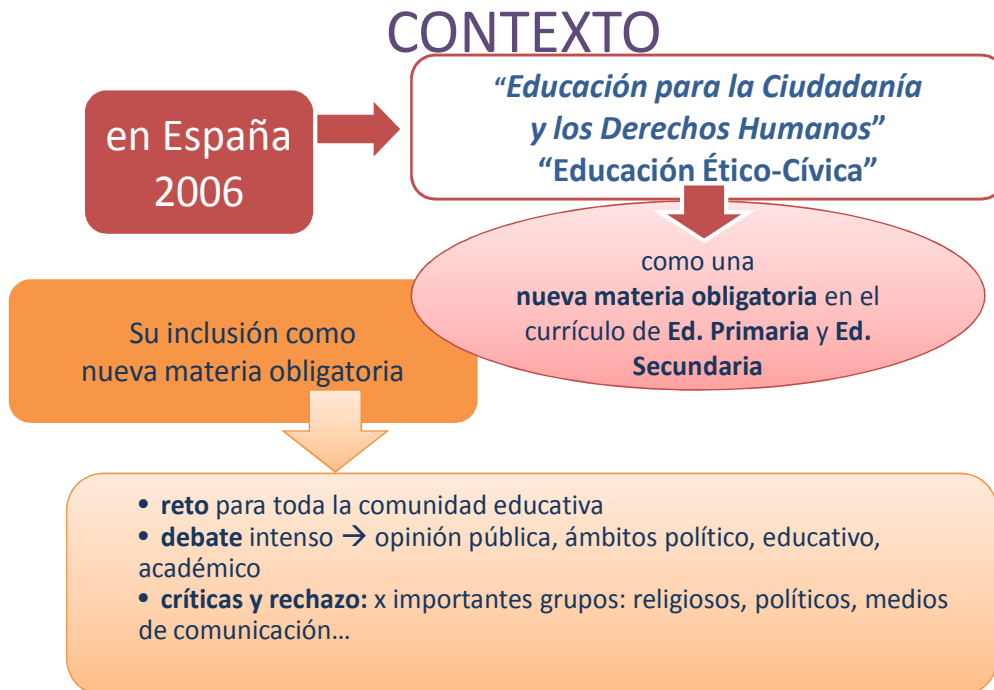 CONTEXTO
en España
2006
“Educación para la Ciudadanía
y los Derechos Humanos”
“Educación Ético-Cívica”
como una
nueva materia obligatoria en el
currículo de Ed. Primaria y Ed.
Secundaria
Su inclusión como
nueva materia obligatoria
• reto para toda la comunidad educativa
• debate intenso → opinión pública, ámbitos político, educativo,
académico
• críticas y rechazo: x importantes grupos: religiosos, políticos, medios
de comunicación…